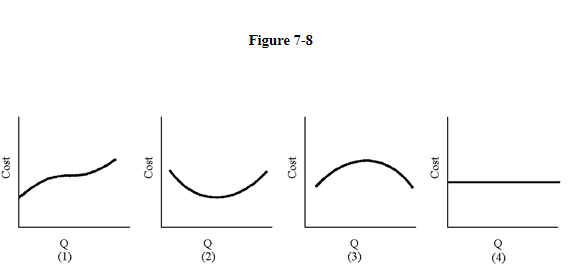 Figure 7-8
Cost
Cost
Cost
Cost
Q
Q
Q
Q
(1)
(2)
(3)
(4)